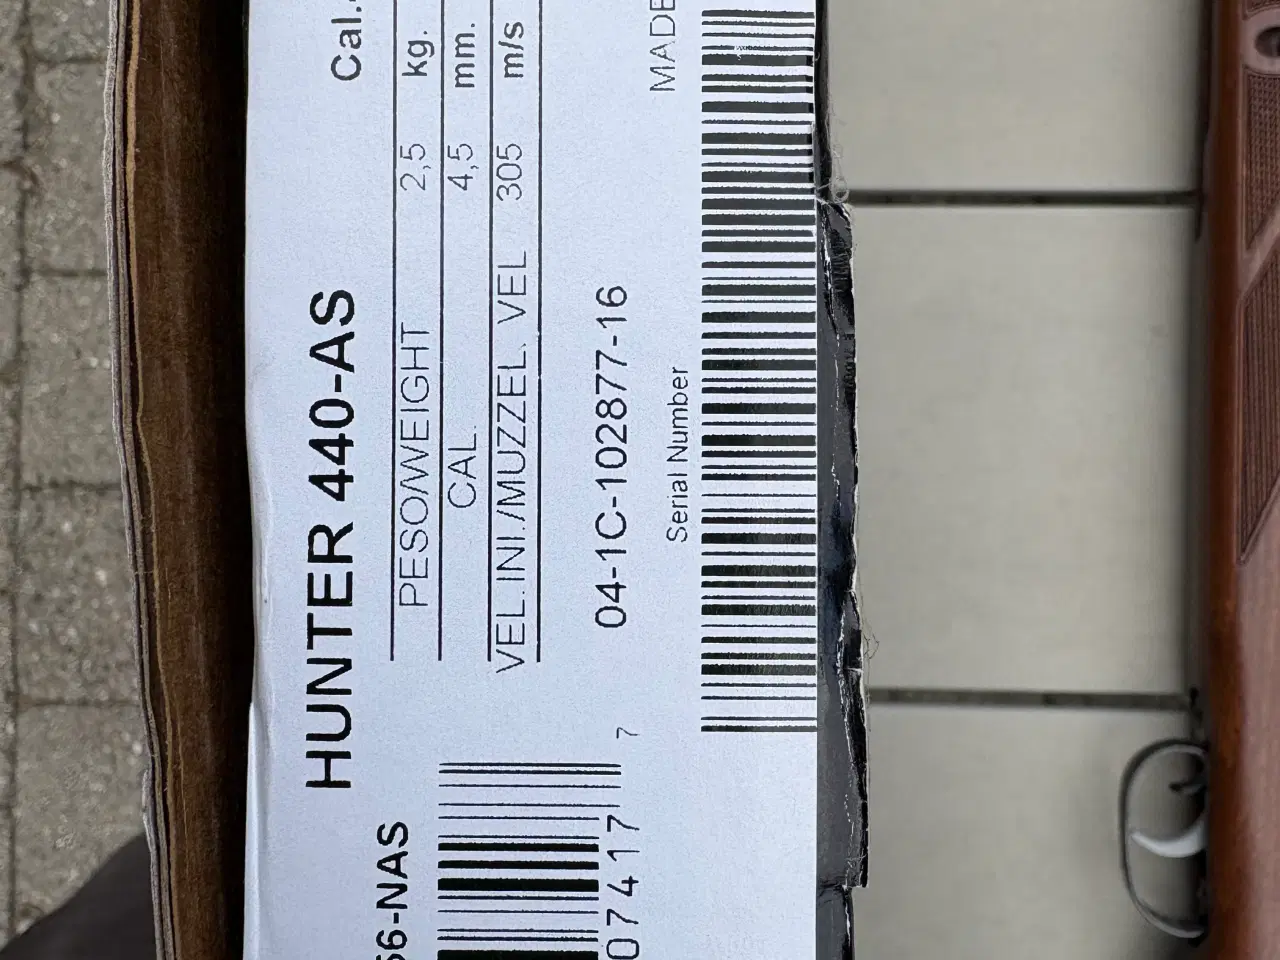 HUNTER 440-AS
Cal.
PESO/WEIGHT 2,5 kg.
CAL. 4,5 mm.
VEL.INI./MUZZEL VEL 305 m/s
04-1C-102877-16
Serial Number
MADE
66-NAS
07417 7